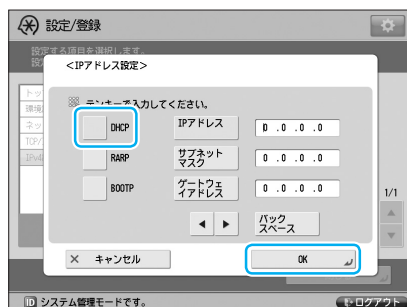 設定/登録
設定する項目を選択します。
<IPアドレス設定>
テンキーで入力してください。
DHCP
IPアドレス
0 .0 .0 .0
RARP
サブネット
マスク
0 .0 .0 .0
BOOTP
ゲートウェ
イアドレス
0 .0 .0 .0
1/1
バック
スペース
× キャンセル
OK
システム管理モードです。
ログアウト